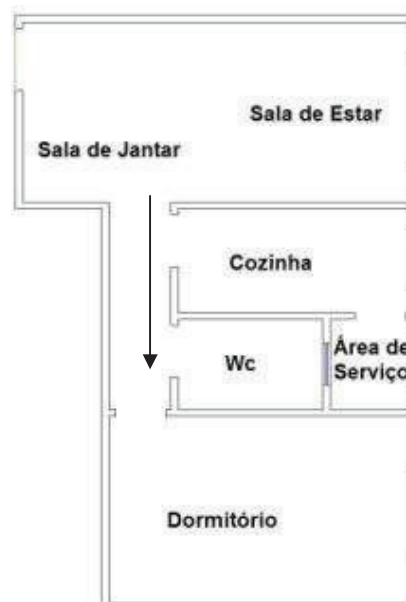 Sala de Estar
Sala de Jantar
Cozinha
Wc
Área de
Serviço
Dormitório